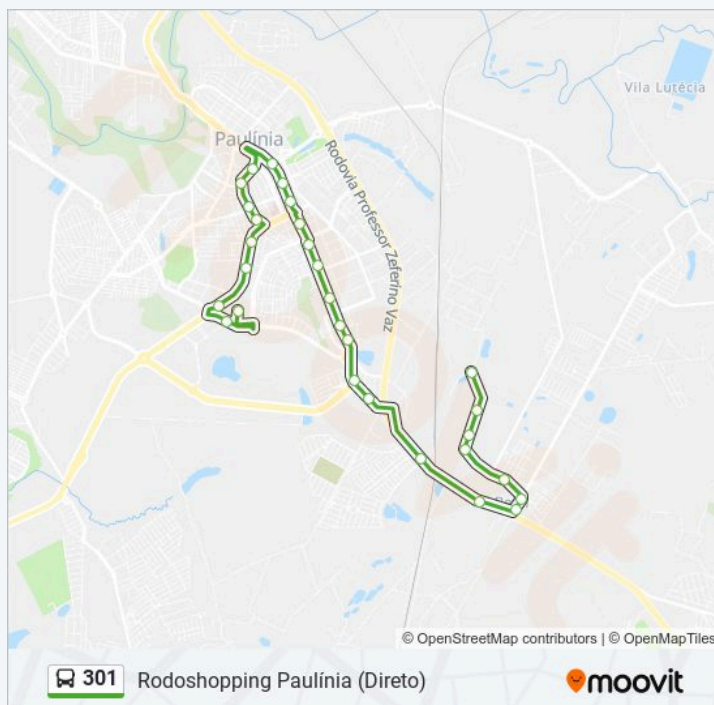 Vila Lutécia
Paulínia
Rodovia Professor Zeferino Vaz
© OpenStreetMap contributors | © OpenMapTiles
301 Rodoshopping Paulínia (Direto)
moovit